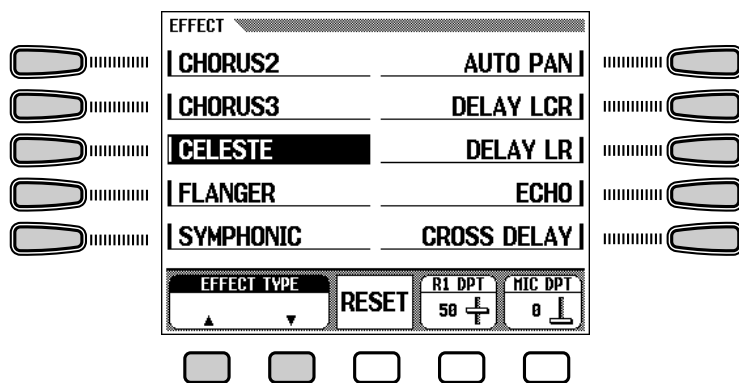 EFFECT
CHORUS2 AUTO PAN
CHORUS3 DELAY LCR
CELESTE DELAY LR
FLANGER ECHO
SYMPHONIC CROSS DELAY
EFFECT TYPE RESET R1 DPT MIC DPT
▲ ▼ 50 0